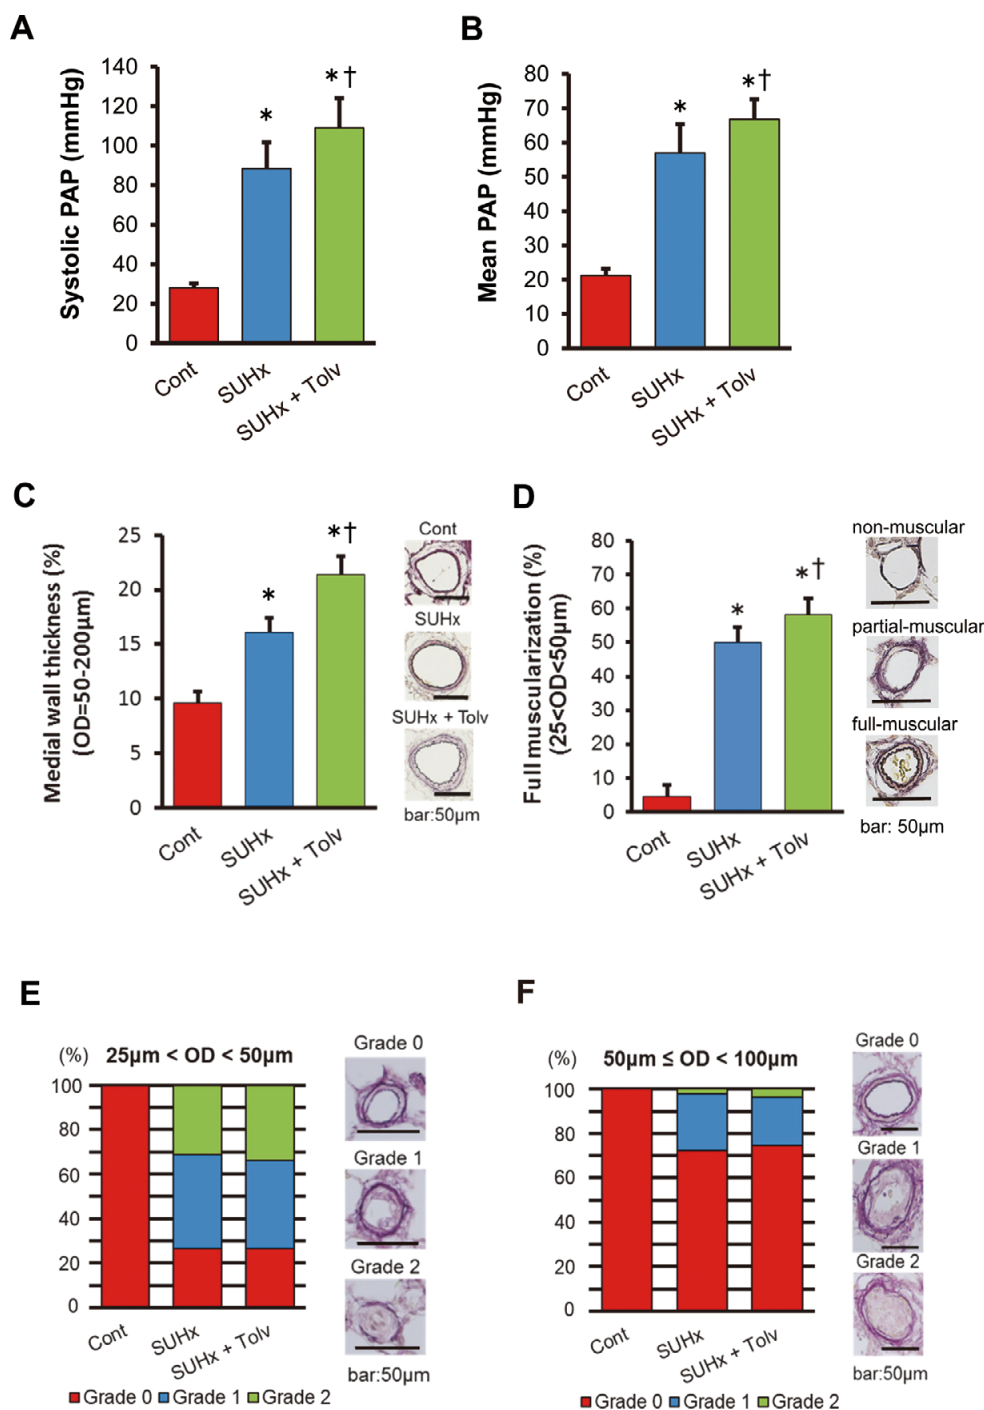 A
Systolic PAP (mmHg)
140
120
100
80
60
40
20
0
*
*†
Cont
SUHx
SUHx + Tolv
B
Mean PAP (mmHg)
80
70
60
50
40
30
20
10
0
*
*†
Cont
SUHx
SUHx + Tolv
C
Medial wall thickness (%)
(OD=50-200µm)
25
20
15
10
5
0
*
*†
Cont
SUHx
SUHx + Tolv
Cont
SUHx
SUHx + Tolv
bar:50µm
D
Full muscularization (%)
(25<OD<50µm)
80
70
60
50
40
30
20
10
0
*
*†
Cont
SUHx
SUHx + Tolv
non-muscular
partial-muscular
full-muscular
bar: 50µm
E
(%) 25µm < OD < 50µm
100
80
60
40
20
0
Cont
SUHx
SUHx + Tolv
Grade 0
Grade 1
Grade 2
bar:50µm
Grade 0 Grade 1 Grade 2
F
(%) 50µm ≤ OD < 100µm
100
80
60
40
20
0
Cont
SUHx
SUHx + Tolv
Grade 0
Grade 1
Grade 2
bar:50µm
Grade 0 Grade 1 Grade 2